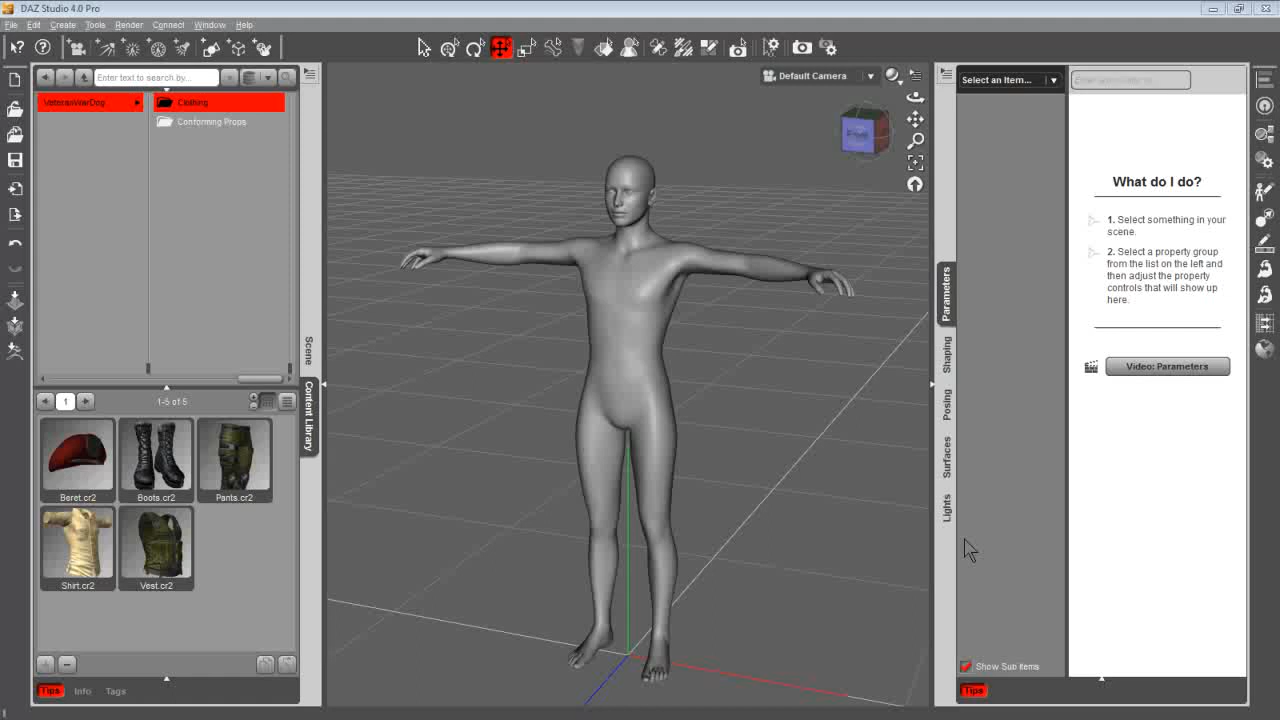 DAZ Studio 4.0 Pro
File Edit Create Tools Render Connect Window Help
Enter text to search by...
VeteranWarDog
Clothing
Conforming Props
1
1-5 of 5
Beret.cr2
Boots.cr2
Pants.cr2
Shirt.cr2
Vest.cr2
Tips
Info
Tags
Scene
Content Library
Default Camera
Parameters
Shaping
Posing
Surfaces
Lights
Select an Item...
What do I do?
1. Select something in your
scene.
2. Select a property group
from the list on the left and
then adjust the property
controls that will show up
here.
Video: Parameters
Show Sub Items
Tips